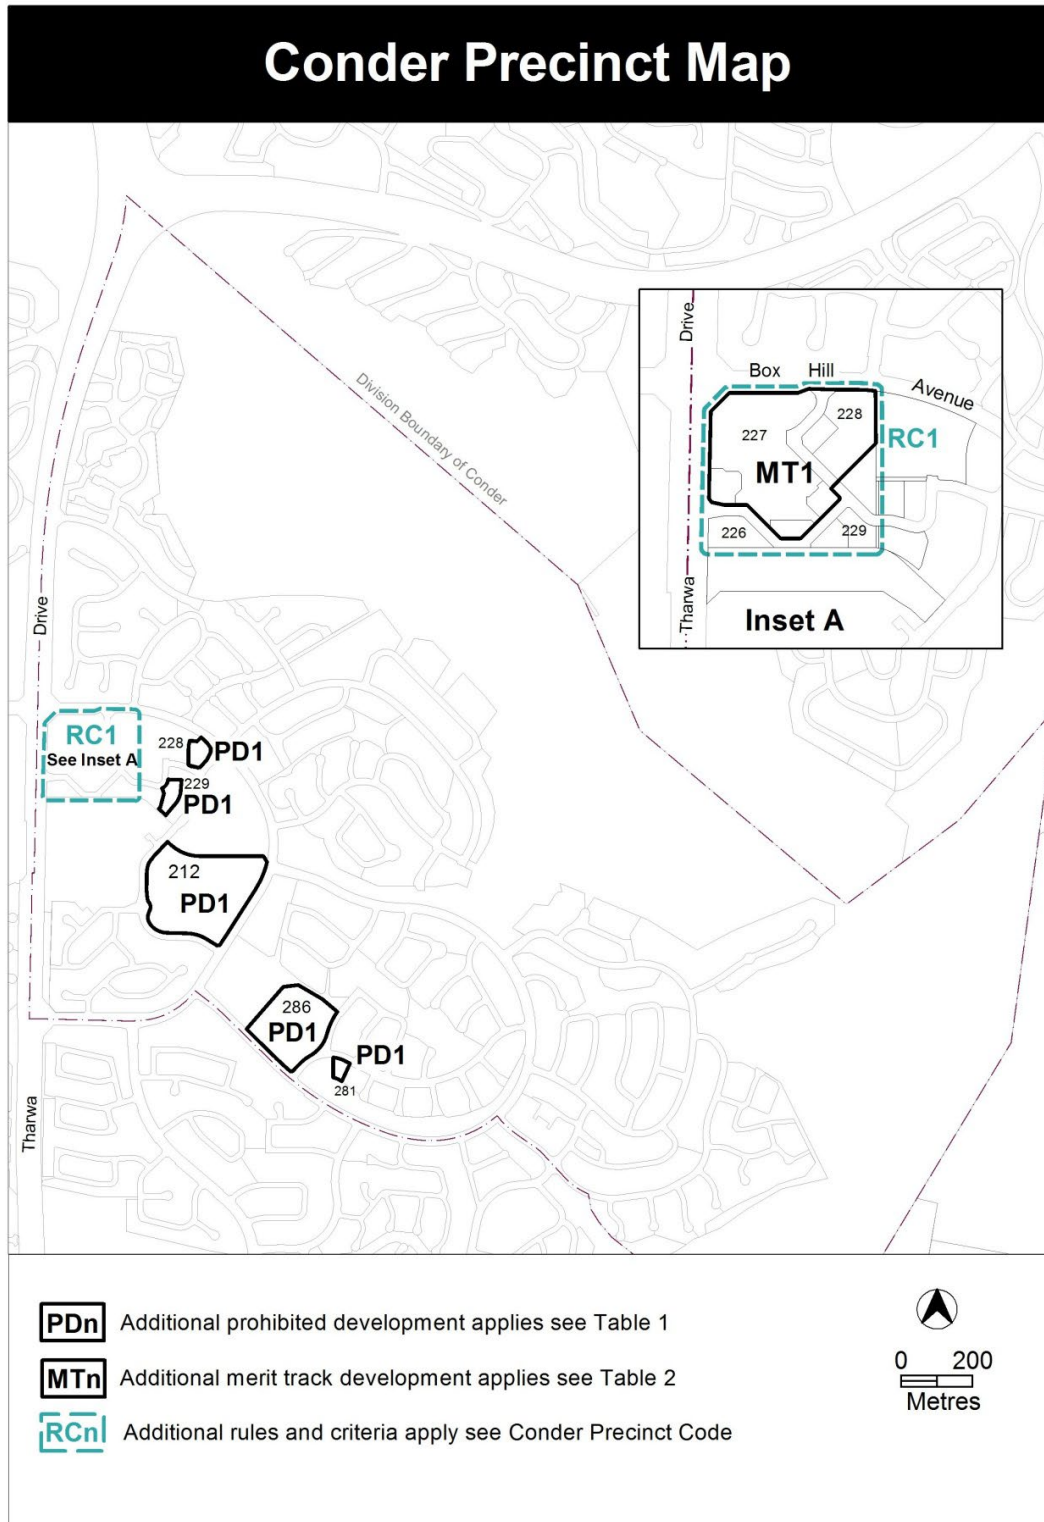 Conder Precinct Map
Division Boundary of Conder
Drive
Box Hill
Avenue
228
227
RC1
MT1
226
229
Tharwa
Inset A
Drive
RC1
See Inset A
228
PD1
229
PD1
212
PD1
286
PD1
PD1
281
Tharwa
PDn Additional prohibited development applies see Table 1
MTn Additional merit track development applies see Table 2
RCn Additional rules and criteria apply see Conder Precinct Code
0 200
Metres